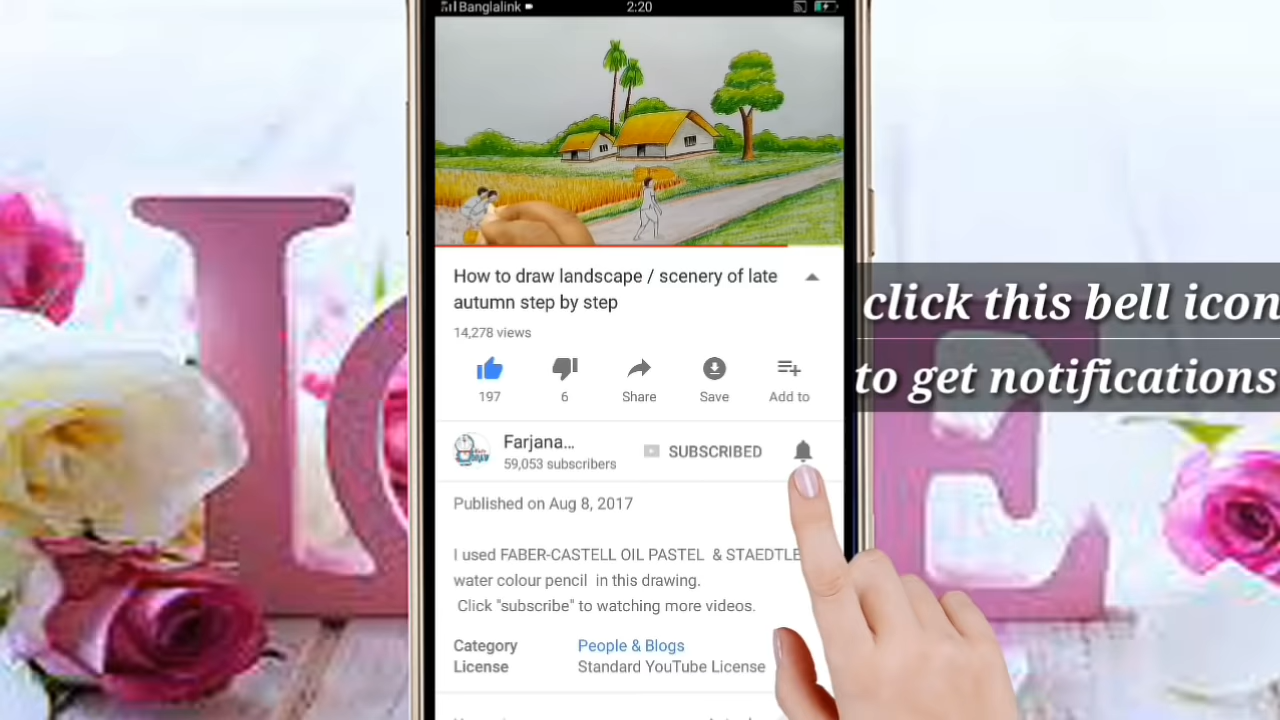 Banglalink
2:20
How to draw landscape / scenery of late
autumn step by step
14,278 views
197
6
Share
Save
Add to
Farjana...
SUBSCRIBED
59,053 subscribers
click this bell icon
to get notifications
Published on Aug 8, 2017
I used FABER-CASTELL OIL PASTEL & STAEDTLE
water colour pencil in this drawing.
Click "subscribe" to watching more videos.
Category People & Blogs
License Standard YouTube License